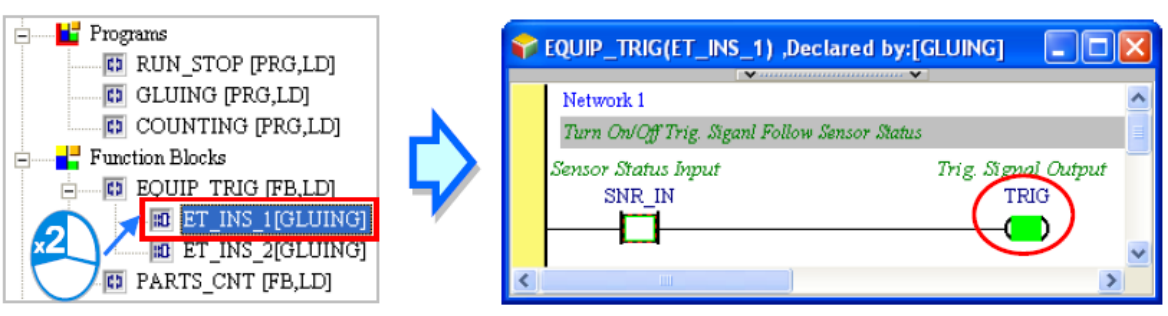 Programs
RUN_STOP [PRG,LD]
GLUING [PRG,LD]
COUNTING [PRG,LD]
Function Blocks
EQUIP_TRIG [FB,LD]
ET_INS_1[GLUING]
ET_INS_2[GLUING]
PARTS_CNT [FB,LD]
x2
EQUIP_TRIG(ET_INS_1) ,Declared by:[GLUING]
Network 1
Turn On/Off Trig. Siganl Follow Sensor Status
Sensor Status Input Trig. Signal Output
SNR_IN TRIG